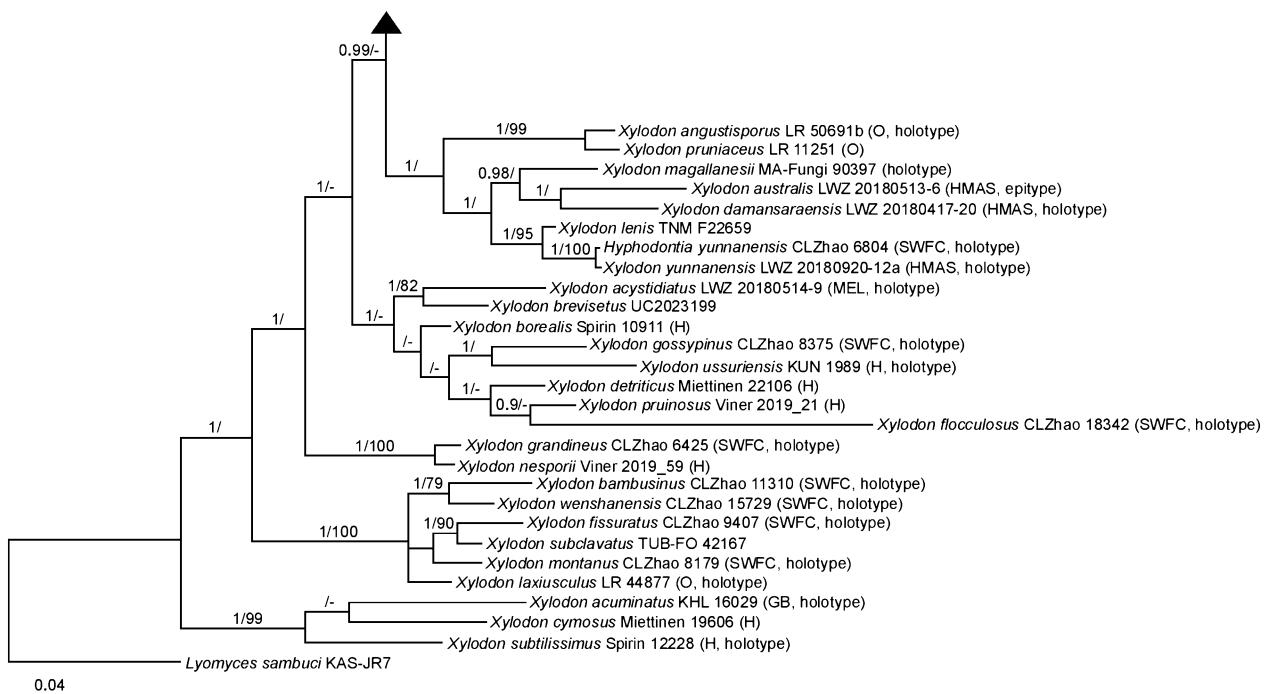 0.99/-
1/99
Xylodon angustisporus LR 50691b (O, holotype)
Xylodon pruniaceus LR 11251 (O)
1/
0.98/
Xylodon magallanesii MA-Fungi 90397 (holotype)
1/-
1/
Xylodon australis LWZ 20180513-6 (HMAS, epitype)
1/
Xylodon damansaraensis LWZ 20180417-20 (HMAS, holotype)
Xylodon lenis TNM F22659
1/95
1/100
Hyphodontia yunnanensis CLZhao 6804 (SWFC, holotype)
Xylodon yunnanensis LWZ 20180920-12a (HMAS, holotype)
1/82
Xylodon acystidiatus LWZ 20180514-9 (MEL, holotype)
Xylodon brevisetus UC2023199
1/
1/-
Xylodon borealis Spirin 10911 (H)
/-
1/
Xylodon gossypinus CLZhao 8375 (SWFC, holotype)
/-
Xylodon ussuriensis KUN 1989 (H, holotype)
1/-
Xylodon detriticus Miettinen 22106 (H)
0.9/-
Xylodon pruinosus Viner 2019_21 (H)
Xylodon flocculosus CLZhao 18342 (SWFC, holotype)
1/
1/100
Xylodon grandineus CLZhao 6425 (SWFC, holotype)
Xylodon nesporii Viner 2019_59 (H)
1/79
Xylodon bambusinus CLZhao 11310 (SWFC, holotype)
Xylodon wenshanensis CLZhao 15729 (SWFC, holotype)
1/100
1/90
Xylodon fissuratus CLZhao 9407 (SWFC, holotype)
Xylodon subclavatus TUB-FO 42167
Xylodon montanus CLZhao 8179 (SWFC, holotype)
Xylodon laxiusculus LR 44877 (O, holotype)
/-
Xylodon acuminatus KHL 16029 (GB, holotype)
1/99
Xylodon cymosus Miettinen 19606 (H)
Xylodon subtilissimus Spirin 12228 (H, holotype)
Lyomyces sambuci KAS-JR7
0.04